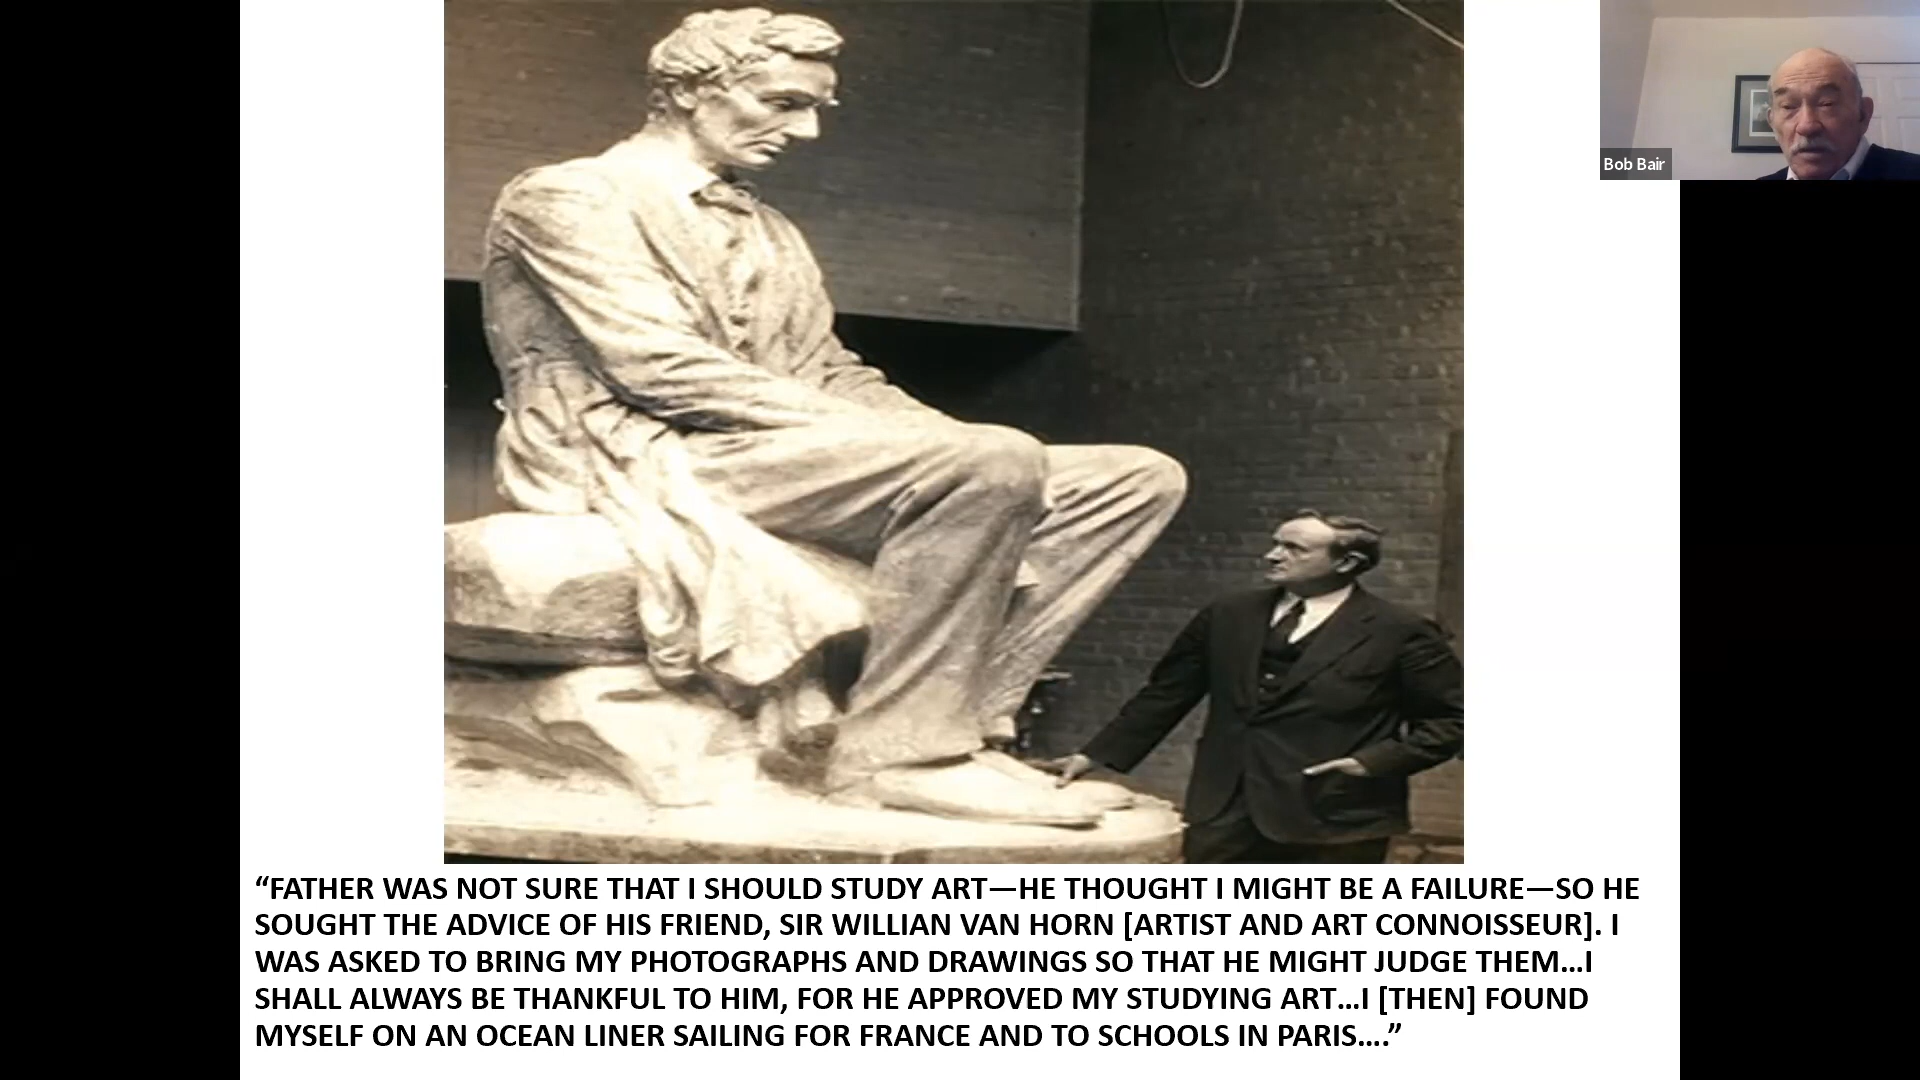 Bob Bair
“FATHER WAS NOT SURE THAT I SHOULD STUDY ART—HE THOUGHT I MIGHT BE A FAILURE—SO HE
SOUGHT THE ADVICE OF HIS FRIEND, SIR WILLIAN VAN HORN [ARTIST AND ART CONNOISSEUR]. I
WAS ASKED TO BRING MY PHOTOGRAPHS AND DRAWINGS SO THAT HE MIGHT JUDGE THEM…I
SHALL ALWAYS BE THANKFUL TO HIM, FOR HE APPROVED MY STUDYING ART…I [THEN] FOUND
MYSELF ON AN OCEAN LINER SAILING FOR FRANCE AND TO SCHOOLS IN PARIS….”